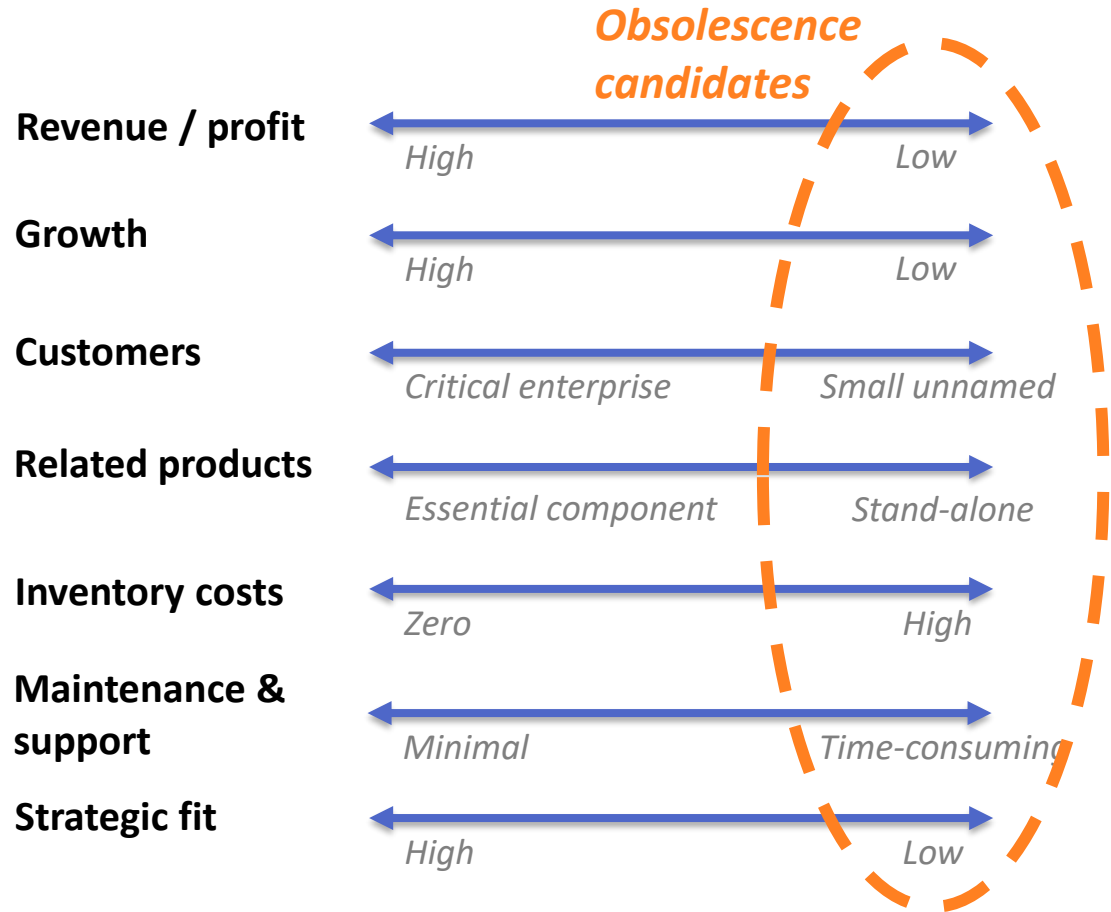 Obsolescence
candidates
Revenue / profit
High
Low
Growth
High
Low
Customers
Critical enterprise
Small unnamed
Related products
Essential component
Stand-alone
Inventory costs
Zero
High
Maintenance &
support
Minimal
Time-consuming
Strategic fit
High
Low